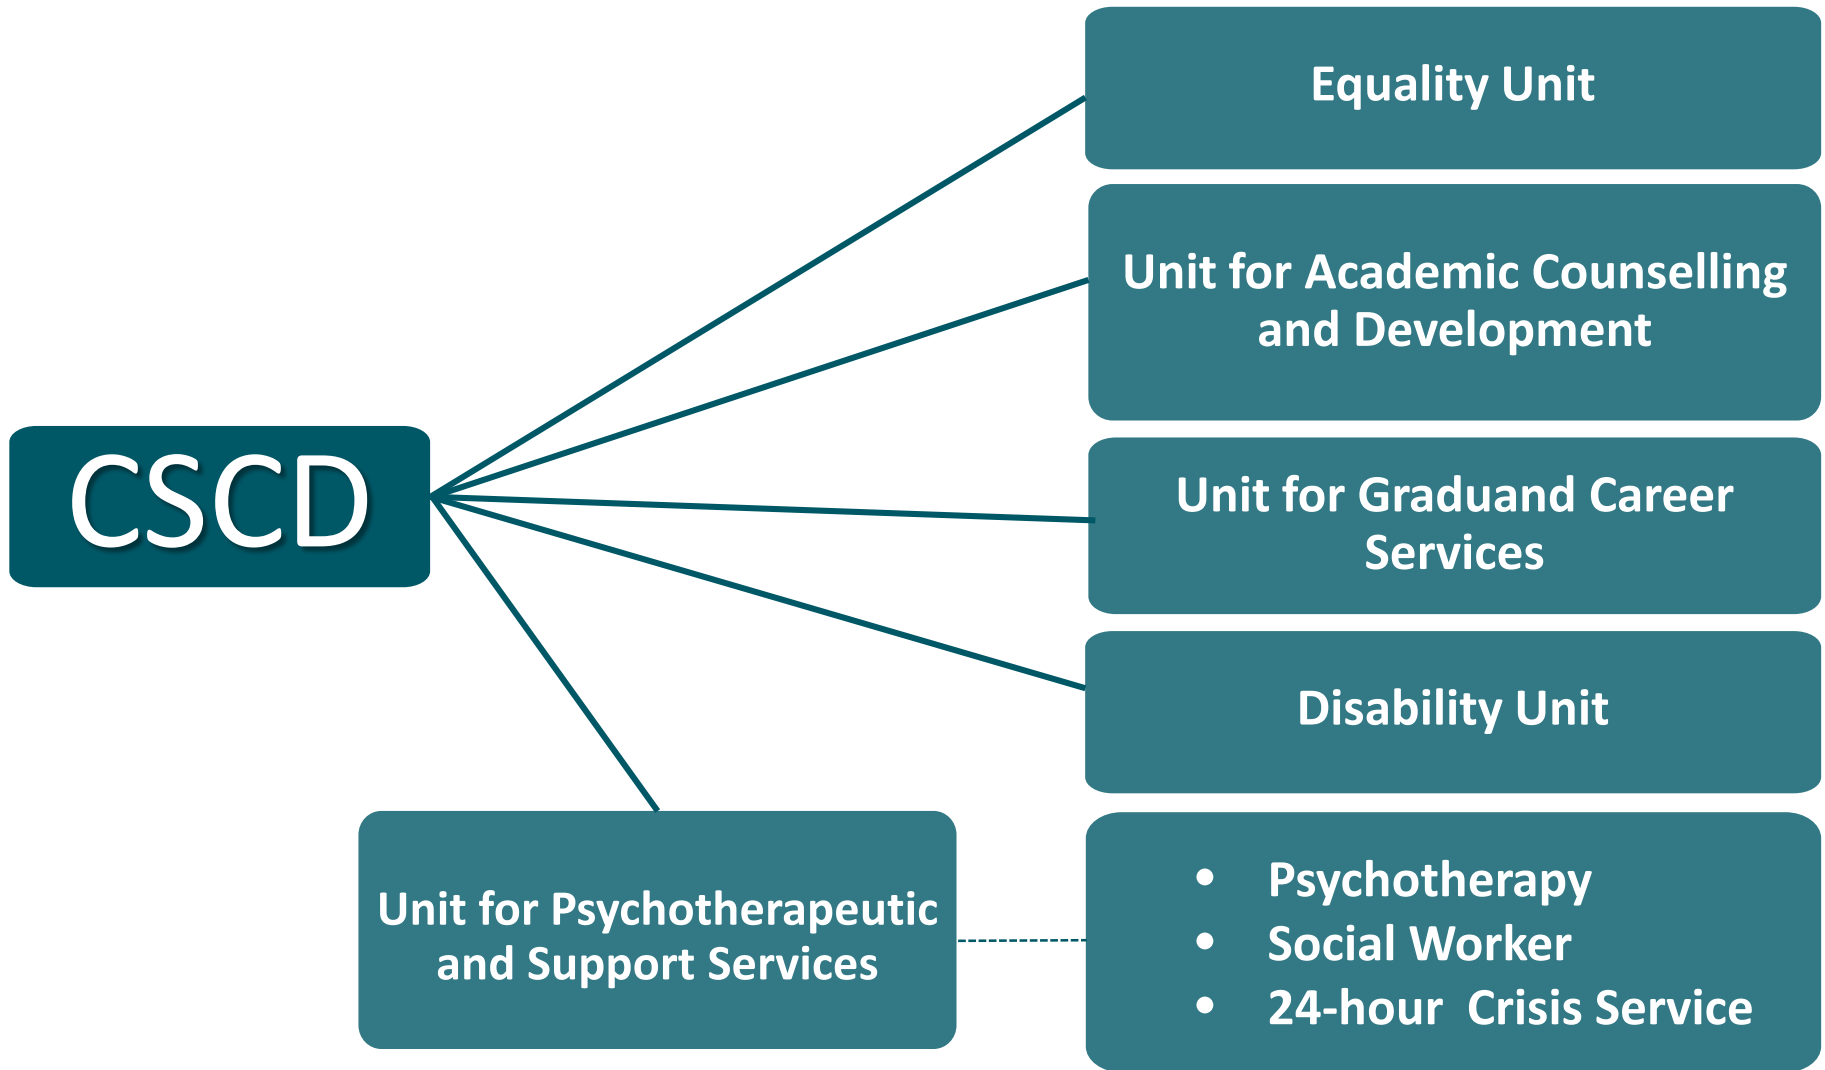 Equality Unit
Unit for Academic Counselling
and Development
CSCD
Unit for Graduand Career
Services
Disability Unit
Unit for Psychotherapeutic
and Support Services
• Psychotherapy
• Social Worker
• 24-hour  Crisis Service